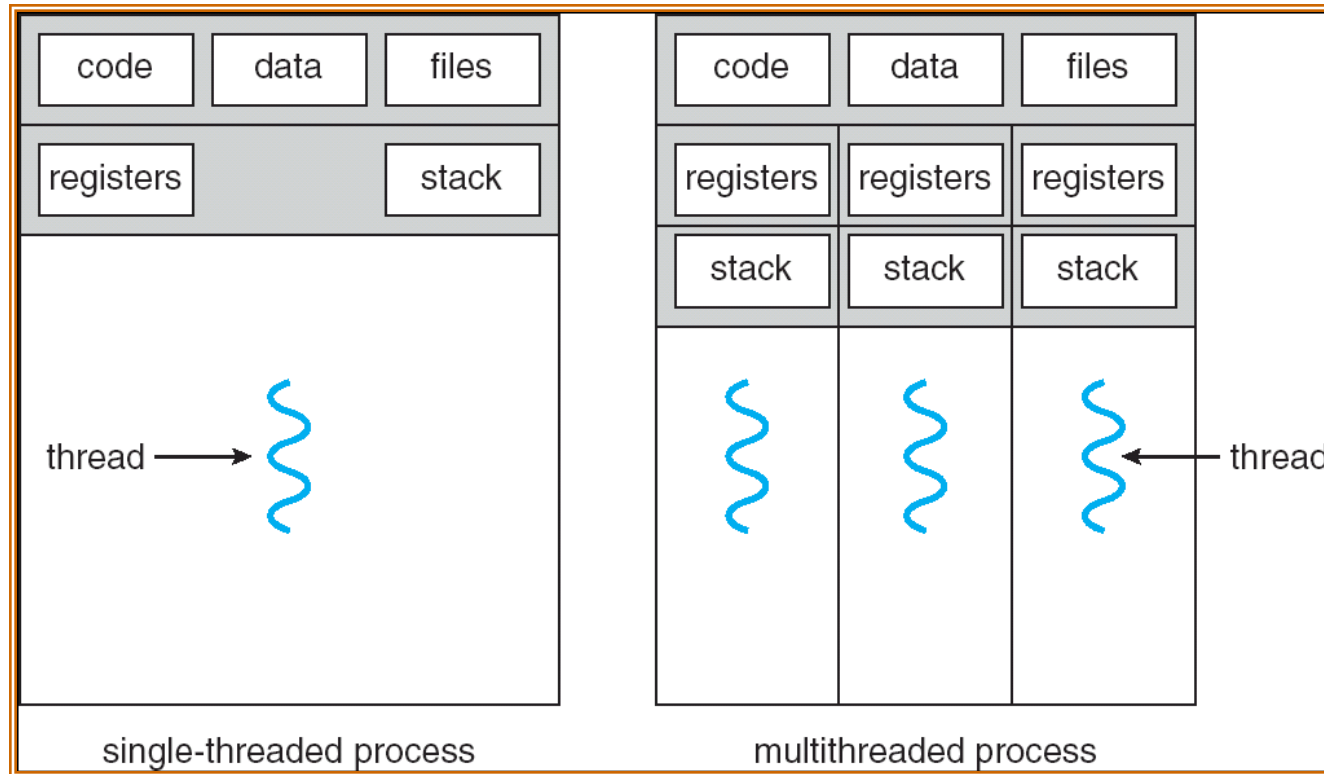 code data files
registers stack
thread
single-threaded process
code data files
registers registers registers
stack stack stack
thread
multithreaded process